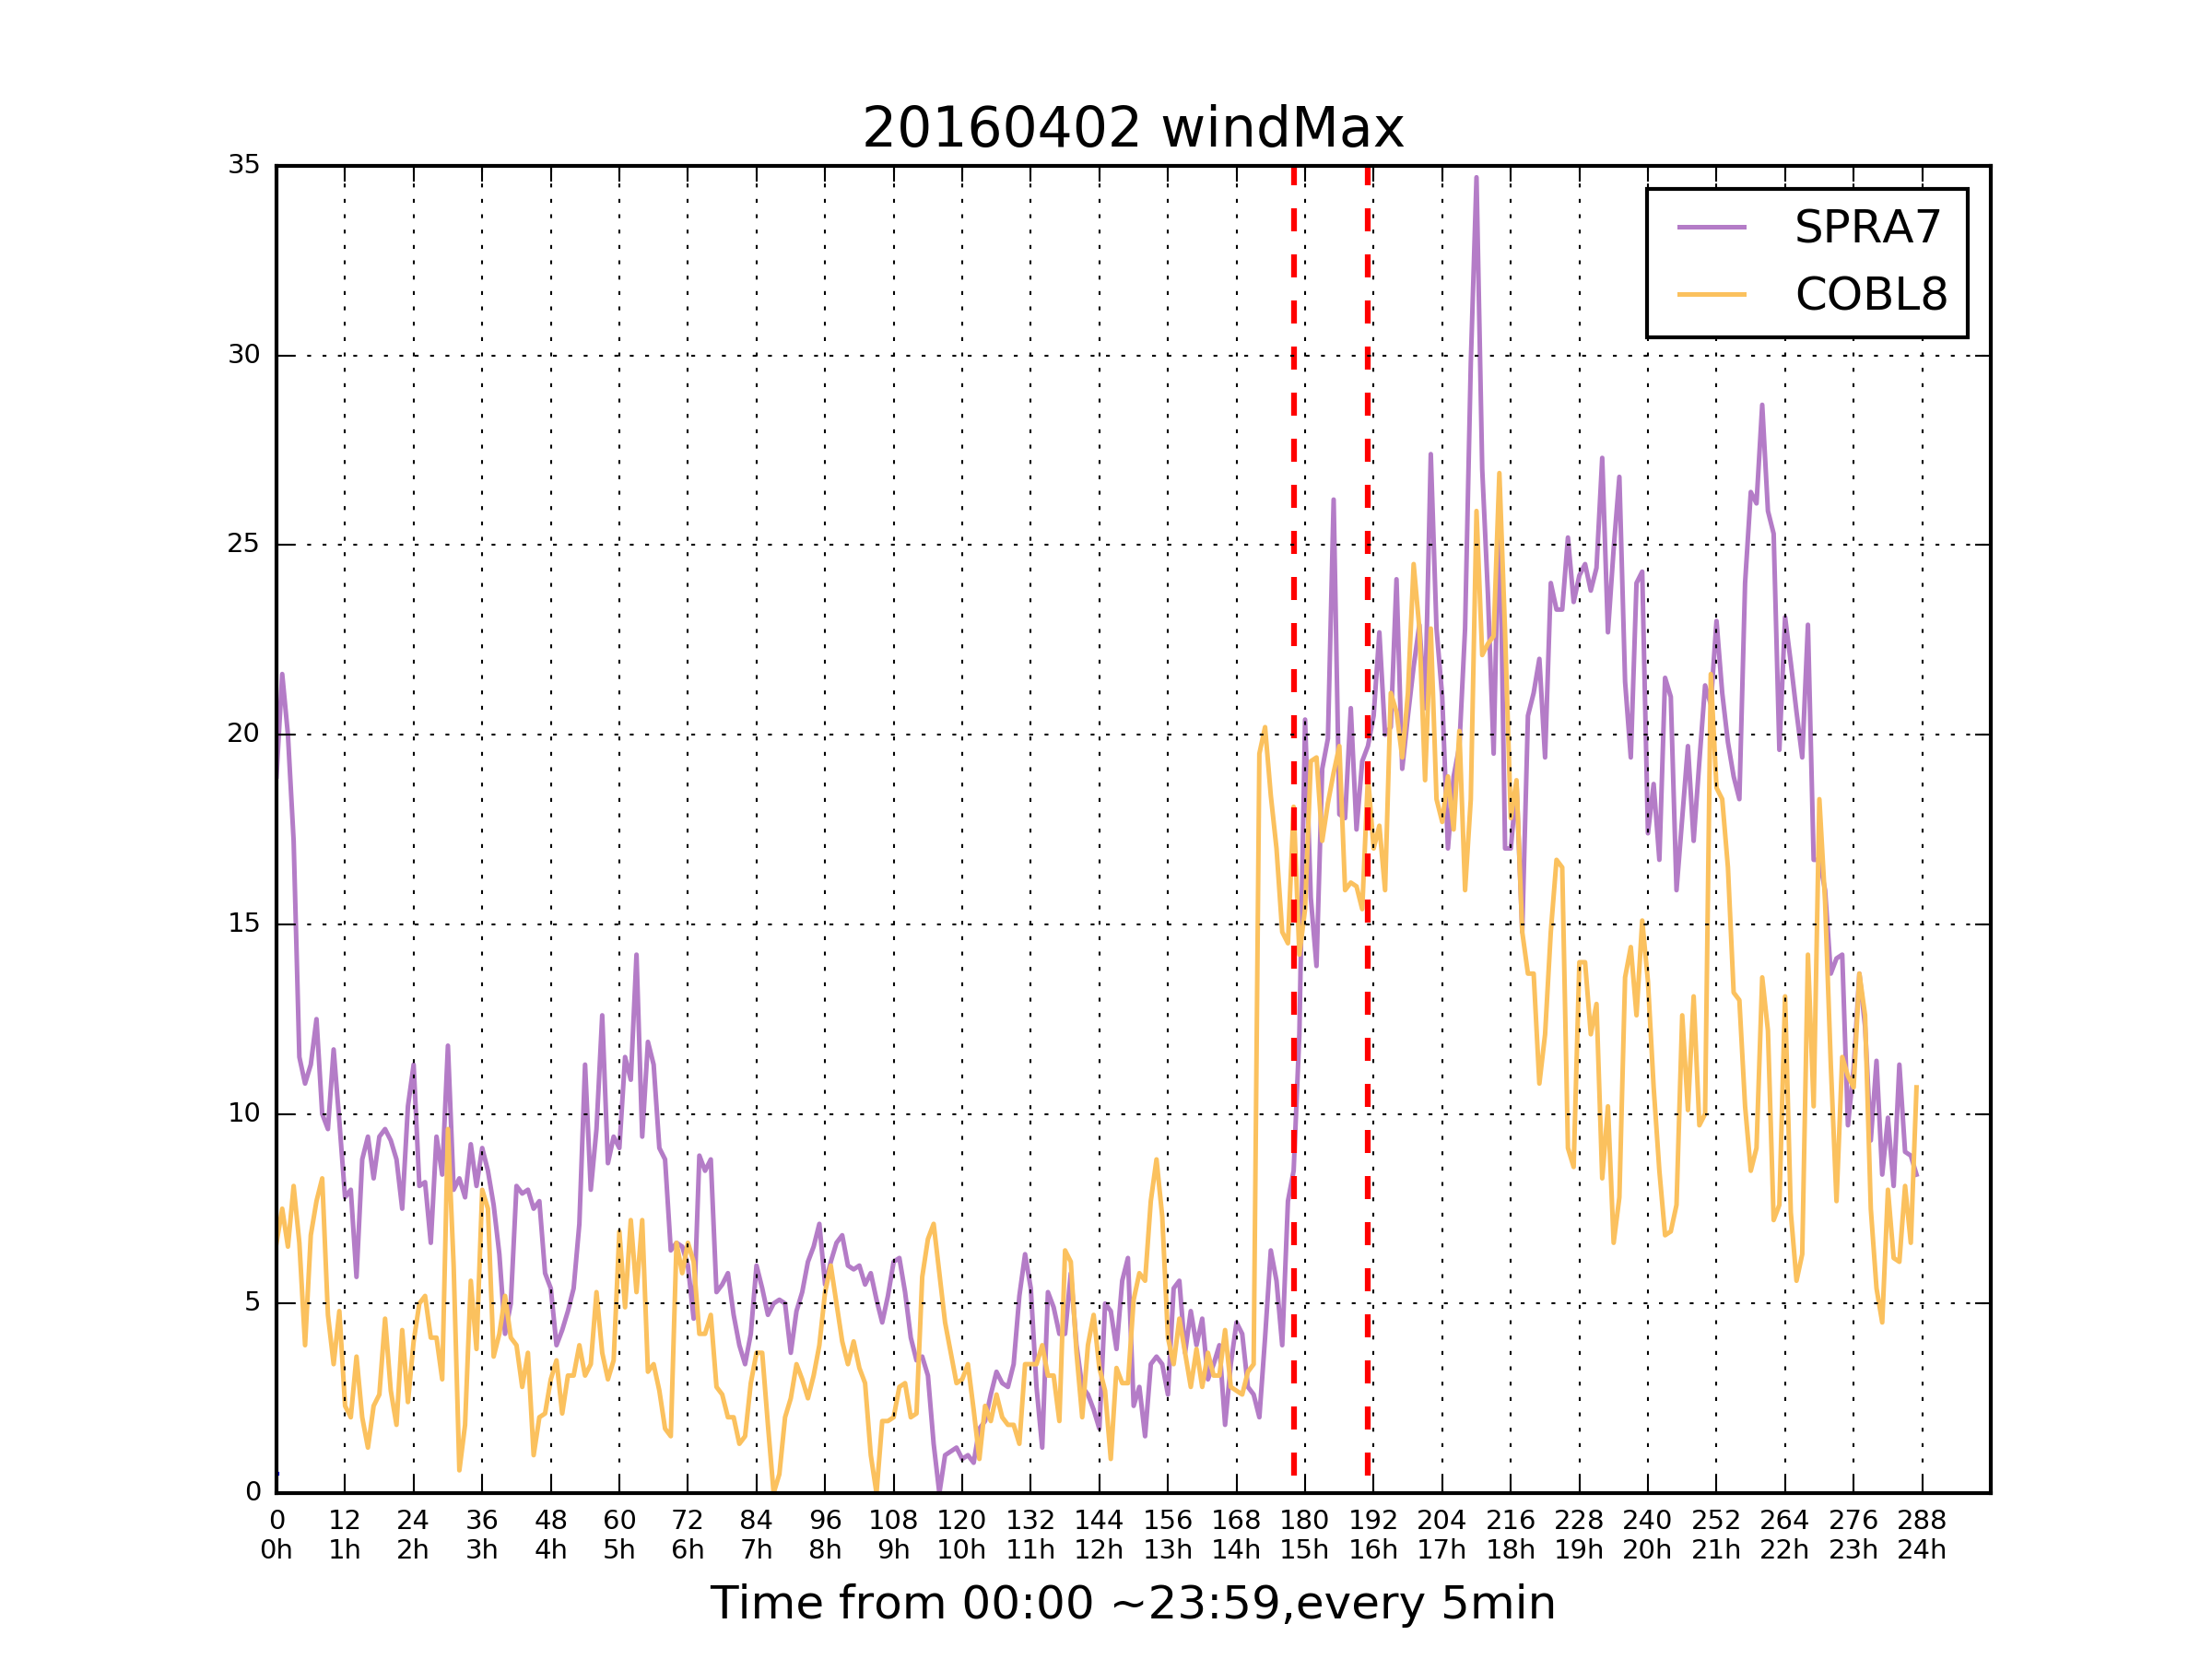 20160402 windMax
35
30
25
20
15
10
5
0
SPRA7
COBL8
0 12 24 36 48 60 72 84 96 108 120 132 144 156 168 180 192 204 216 228 240 252 264 276 288
0h 1h 2h 3h 4h 5h 6h 7h 8h 9h 10h 11h 12h 13h 14h 15h 16h 17h 18h 19h 20h 21h 22h 23h 24h
Time from 00:00 ~23:59,every 5min